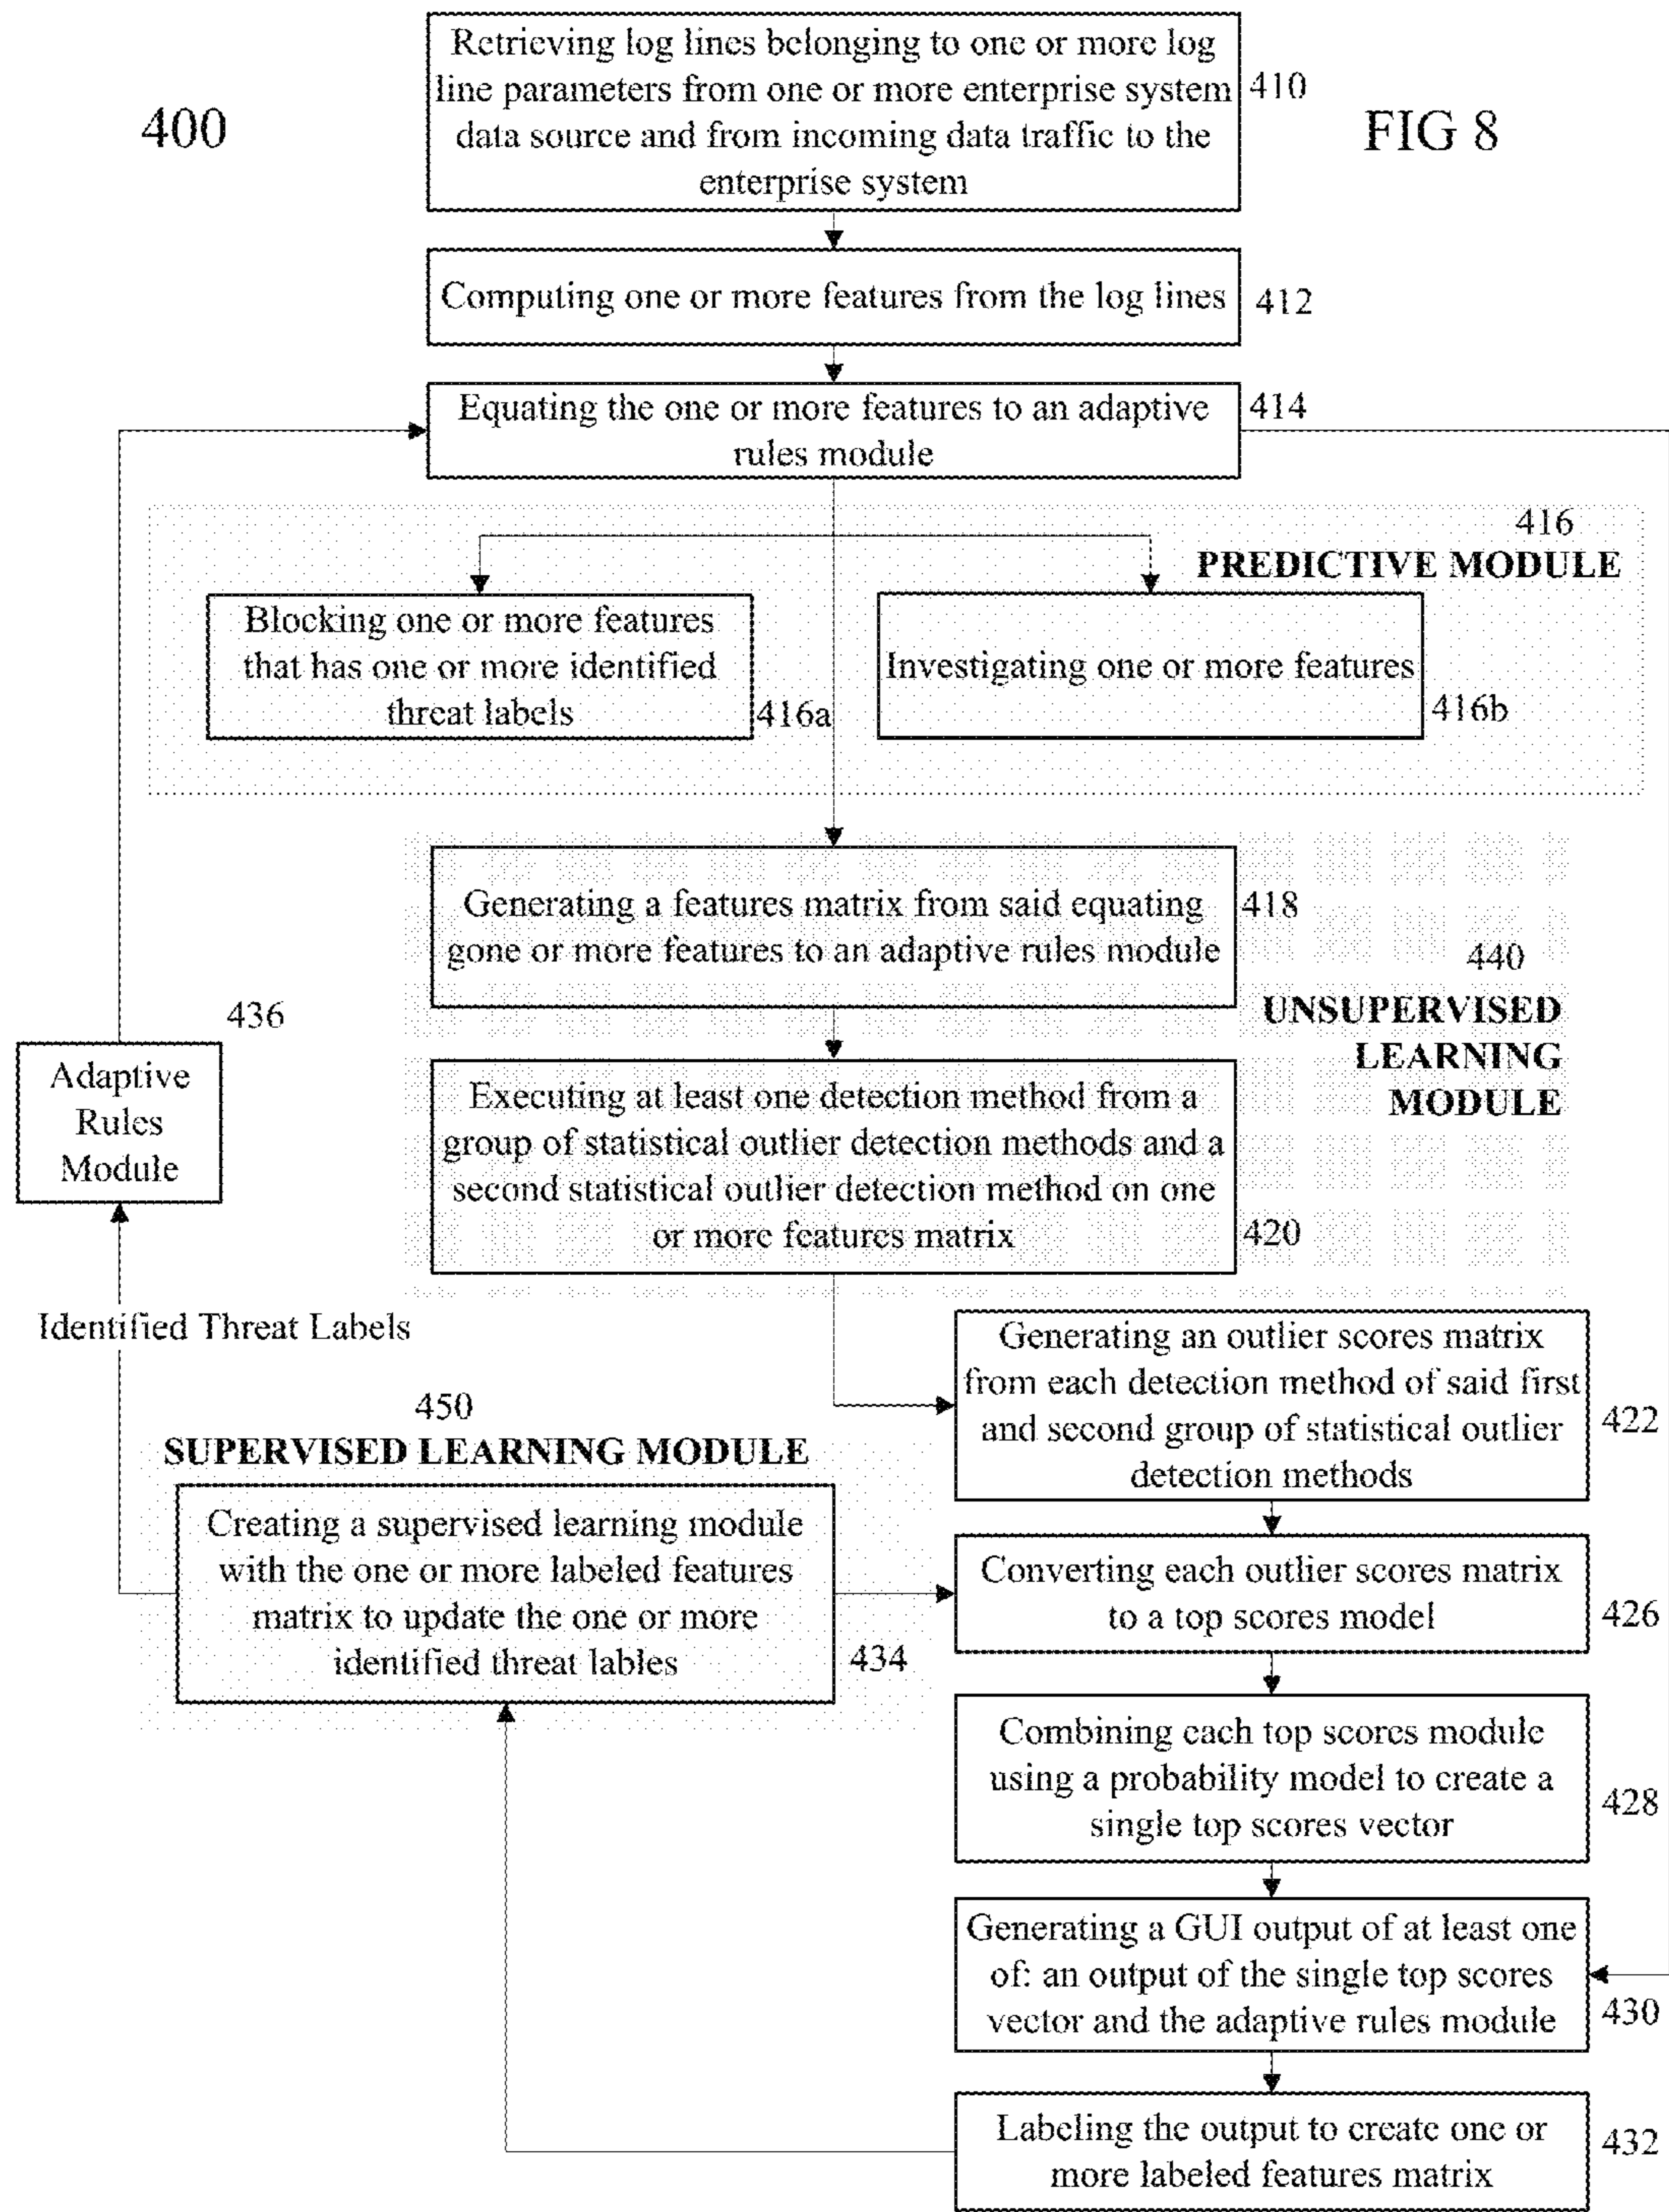 400
FIG 8
Retrieving log lines belonging to one or more log
line parameters from one or more enterprise system
data source and from incoming data traffic to the
enterprise system
410
Computing one or more features from the log lines
412
Equating the one or more features to an adaptive
rules module
414
416
PREDICTIVE MODULE
Blocking one or more features
that has one or more identified
threat labels
416a
Investigating one or more features
416b
Generating a features matrix from said equating
gone or more features to an adaptive rules module
418
440
UNSUPERVISED
LEARNING
MODULE
Executing at least one detection method from a
group of statistical outlier detection methods and a
second statistical outlier detection method on one
or more features matrix
420
436
Adaptive
Rules
Module
Identified Threat Labels
Generating an outlier scores matrix
from each detection method of said first
and second group of statistical outlier
detection methods
422
450
SUPERVISED LEARNING MODULE
Creating a supervised learning module
with the one or more labeled features
matrix to update the one or more
identified threat lables
434
Converting each outlier scores matrix
to a top scores model
426
Combining each top scores module
using a probability model to create a
single top scores vector
428
Generating a GUI output of at least one
of: an output of the single top scores
vector and the adaptive rules module
430
Labeling the output to create one or
more labeled features matrix
432